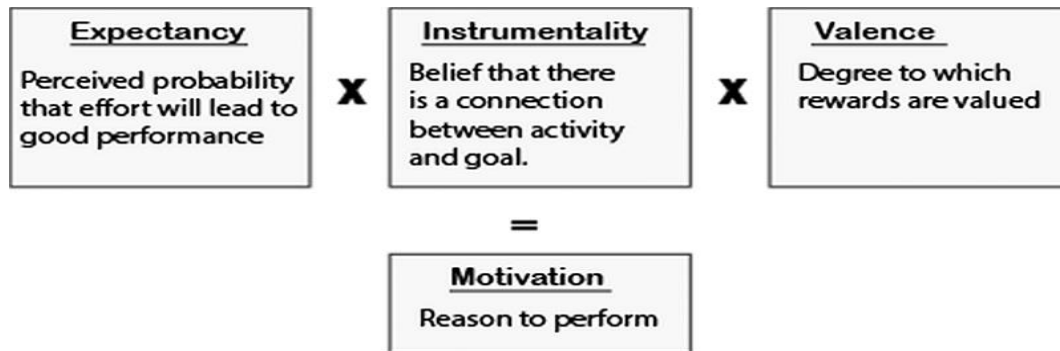 Expectancy
Perceived probability
that effort will lead to
good performance
X
Instrumentality
Belief that there
is a connection
between activity
and goal.
X
Valence
Degree to which
rewards are valued
=
Motivation
Reason to perform